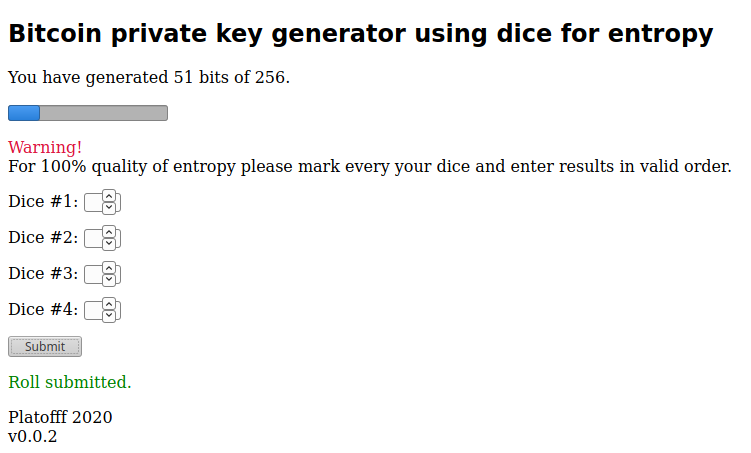 Bitcoin private key generator using dice for entropy
You have generated 51 bits of 256.
Warning!
For 100% quality of entropy please mark every your dice and enter results in valid order.
Dice #1:
Dice #2:
Dice #3:
Dice #4:
Submit
Roll submitted.
Platofff 2020
v0.0.2